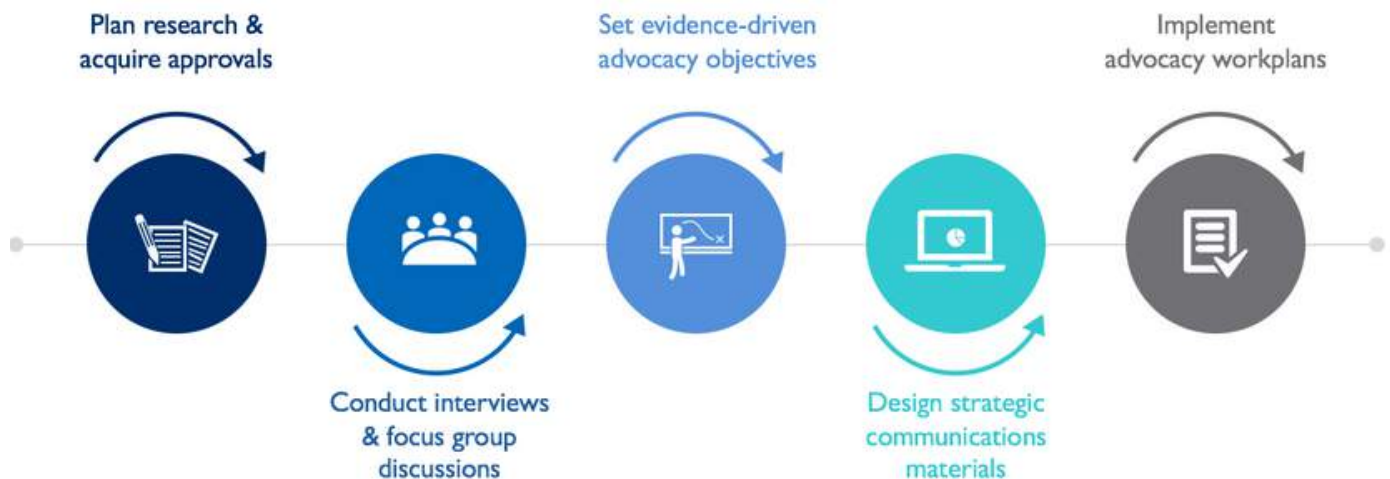 Plan research &
acquire approvals
Conduct interviews
& focus group
discussions
Set evidence-driven
advocacy objectives
Design strategic
communications
materials
Implement
advocacy workplans